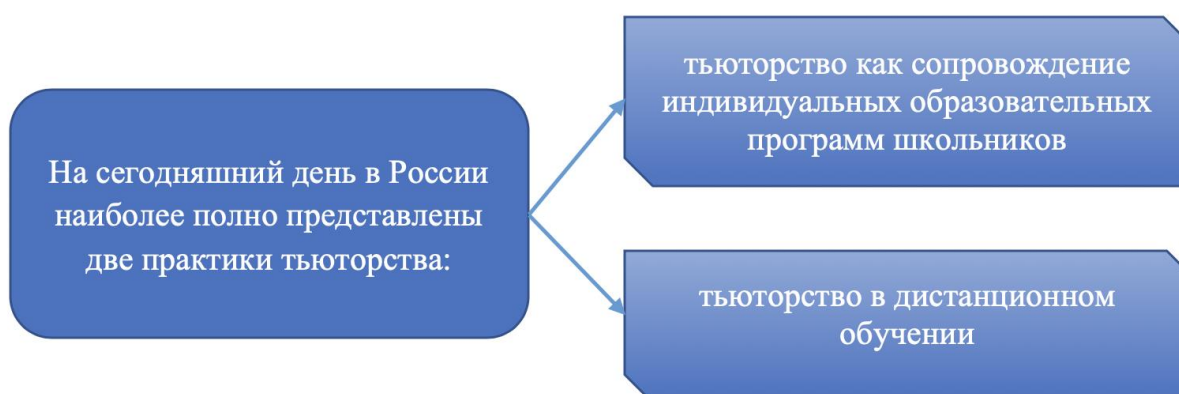 На сегодняшний день в России
наиболее полно представлены
две практики тьюторства:
тьюторство как сопровождение
индивидуальных образовательных
программ школьников
тьюторство в дистанционном
обучении